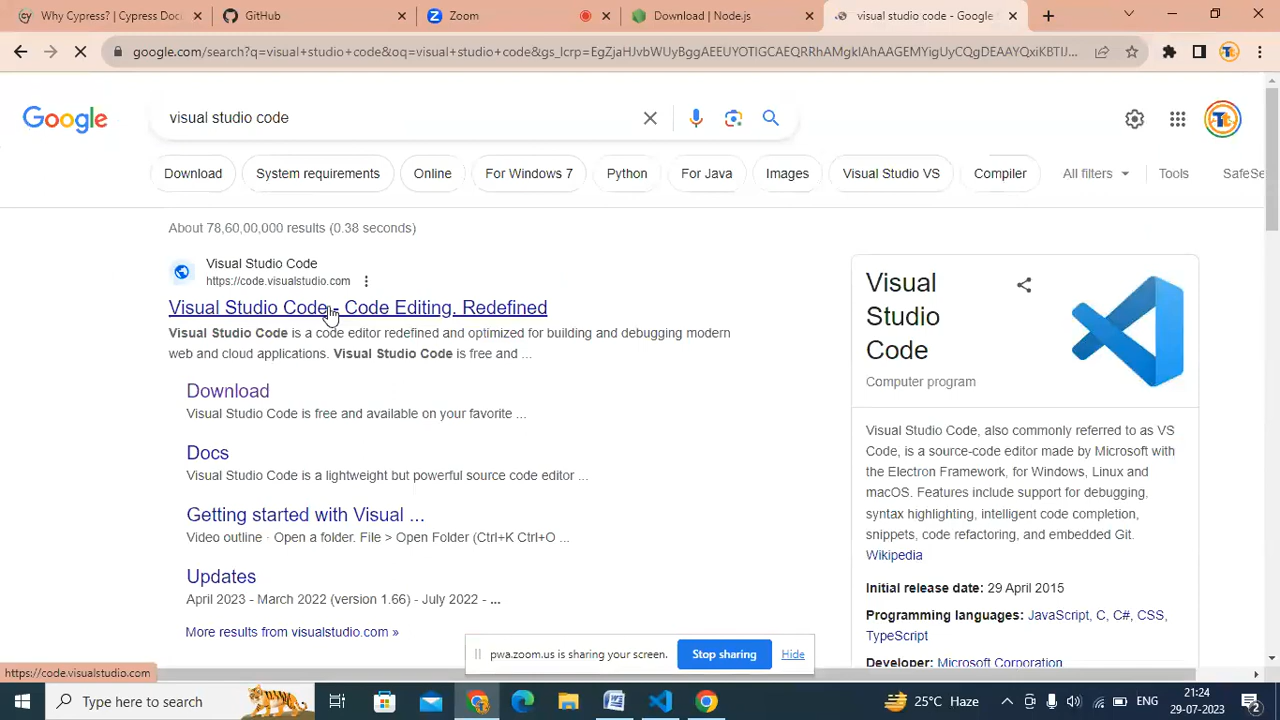 Why Cypress? | Cypress Doc
GitHub
Zoom
Download | Node.js
visual studio code - Google S
google.com/search?q=visual+studio+code&oq=visual+studio+code&gs_lcrp=EgZjaHJvbWUyBggAEEUYOTIGCAEQRRhAMgkIAhAAGEMYigUyCQgDEAAYQxiKBTIJ...
Google
visual studio code
Download
System requirements
Online
For Windows 7
Python
For Java
Images
Visual Studio VS
Compiler
All filters
Tools
SafeSe
About 78,60,00,000 results (0.38 seconds)
Visual Studio Code
https://code.visualstudio.com
Visual Studio Code - Code Editing. Redefined
Visual Studio Code is a code editor redefined and optimized for building and debugging modern
web and cloud applications. Visual Studio Code is free and ...
Download
Visual Studio Code is free and available on your favorite ...
Docs
Visual Studio Code is a lightweight but powerful source code editor ...
Getting started with Visual ...
Video outline · Open a folder. File > Open Folder (Ctrl+K Ctrl+O ...
Updates
April 2023 - March 2022 (version 1.66) - July 2022 - ...
More results from visualstudio.com »
Visual
Studio
Code
Computer program
Visual Studio Code, also commonly referred to as VS
Code, is a source-code editor made by Microsoft with
the Electron Framework, for Windows, Linux and
macOS. Features include support for debugging,
syntax highlighting, intelligent code completion,
snippets, code refactoring, and embedded Git.
Wikipedia
Initial release date: 29 April 2015
Programming languages: JavaScript, C, C#, CSS,
TypeScript
Developer: Microsoft Corporation
pwa.zoom.us is sharing your screen.
Stop sharing
Hide
https://code.visualstudio.com
Type here to search
25°C Haze
ENG
21:24
29-07-2023
2